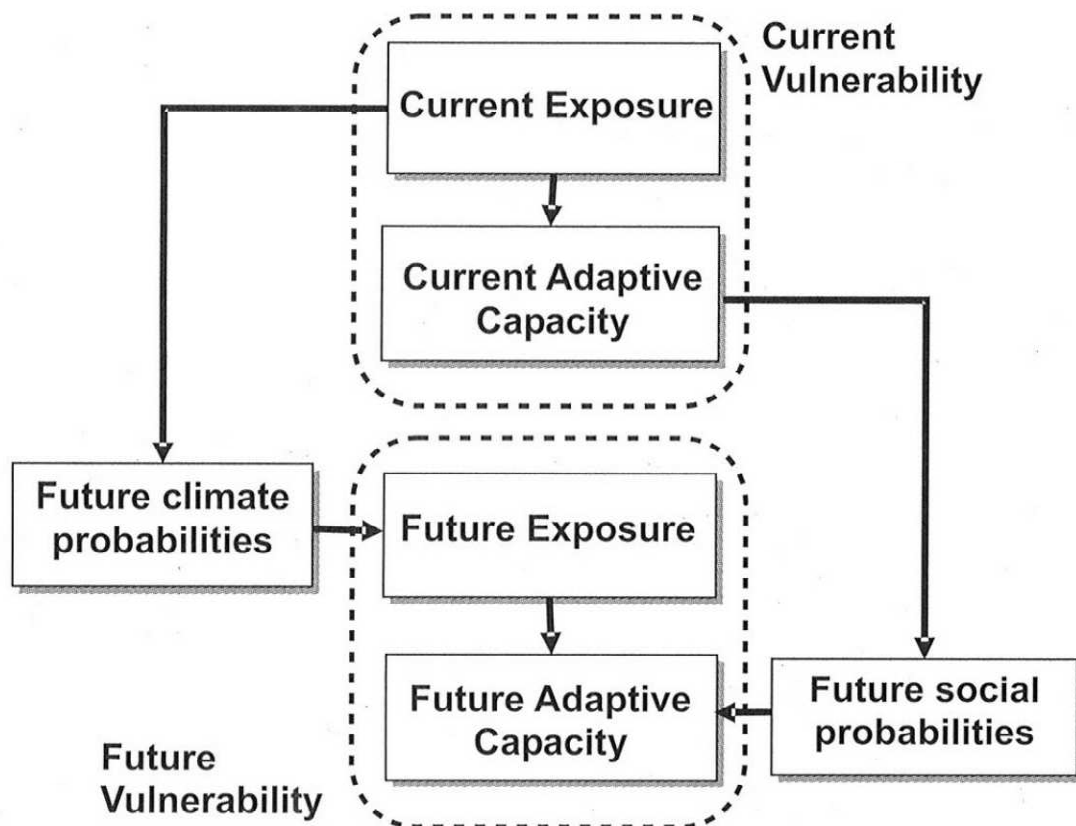 Current
Vulnerability
Current Exposure
Current Adaptive
Capacity
Future climate
probabilities
Future Exposure
Future Adaptive
Capacity
Future social
probabilities
Future
Vulnerability